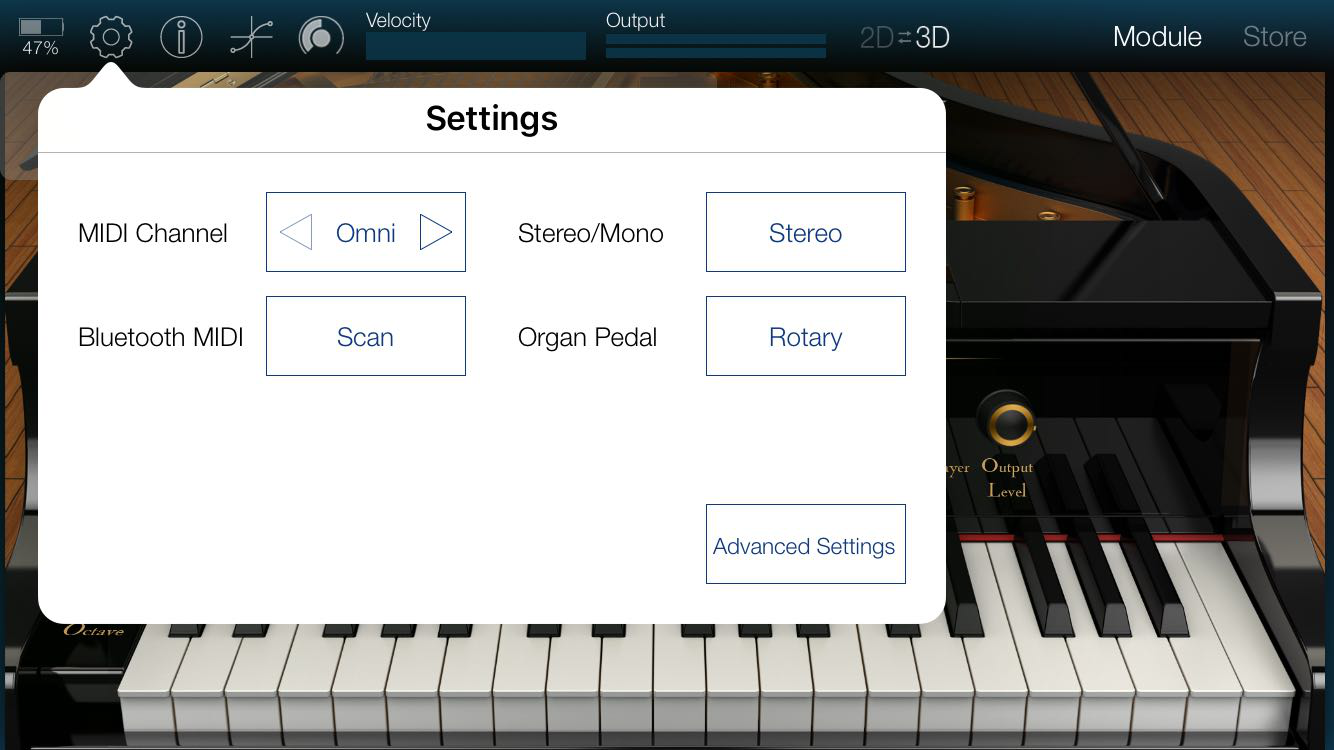 47%
Velocity
Output
2D⇄3D
Module
Store
Settings
MIDI Channel
Omni
Stereo/Mono
Stereo
Bluetooth MIDI
Scan
Organ Pedal
Rotary
Advanced Settings
Output
Level
Octave